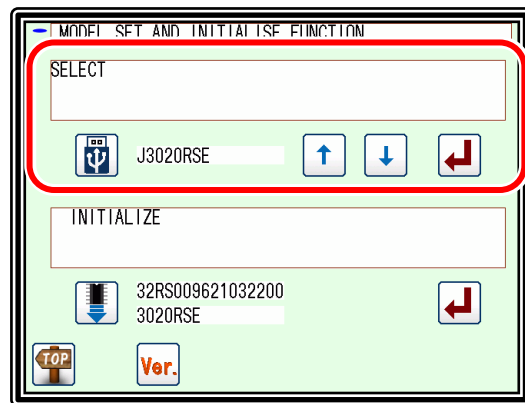 MODEL SET AND INITIALISE FUNCTION
SELECT
J3020RSE
INITIALIZE
32RS009621032200
3020RSE
TOP
Ver.